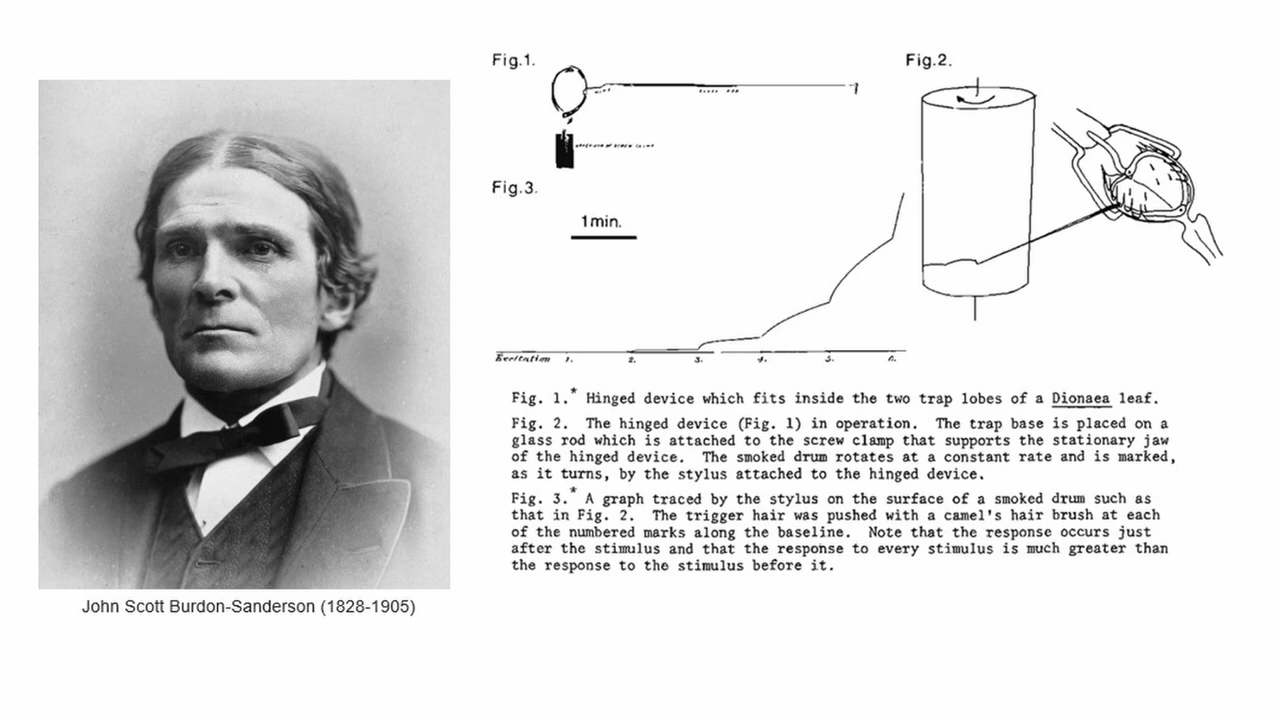 Fig.1.
Fig.2.
Fig.3.
1min.
Excitation 1. 2. 3. 4. 5. 6.
Fig. 1.* Hinged device which fits inside the two trap lobes of a Dionaea leaf.
Fig. 2. The hinged device (Fig. 1) in operation. The trap base is placed on a
glass rod which is attached to the screw clamp that supports the stationary jaw
of the hinged device. The smoked drum rotates at a constant rate and is marked,
as it turns, by the stylus attached to the hinged device.
Fig. 3.* A graph traced by the stylus on the surface of a smoked drum such as
that in Fig. 2. The trigger hair was pushed with a camel's hair brush at each
of the numbered marks along the baseline. Note that the response occurs just
after the stimulus and that the response to every stimulus is much greater than
the response to the stimulus before it.
John Scott Burdon-Sanderson (1828-1905)